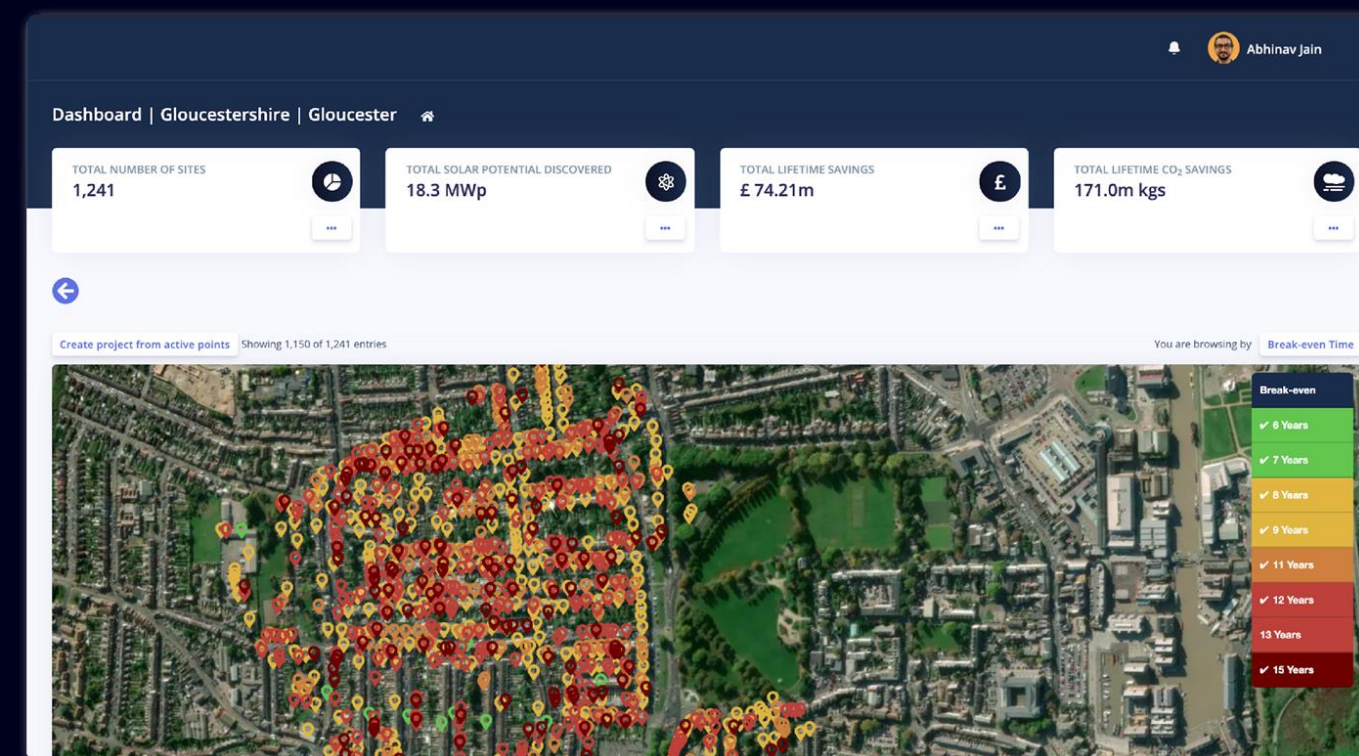 Abhinav Jain
Dashboard | Gloucestershire | Gloucester
TOTAL NUMBER OF SITES
1,241
...
TOTAL SOLAR POTENTIAL DISCOVERED
18.3 MWp
...
TOTAL LIFETIME SAVINGS
£ 74.21m
£
...
TOTAL LIFETIME CO₂ SAVINGS
171.0m kgs
...
Create project from active points Showing 1,150 of 1,241 entries
You are browsing by Break-even Time
Break-even
✔ 6 Years
✔ 7 Years
✔ 8 Years
✔ 9 Years
✔ 11 Years
✔ 12 Years
13 Years
✔ 15 Years